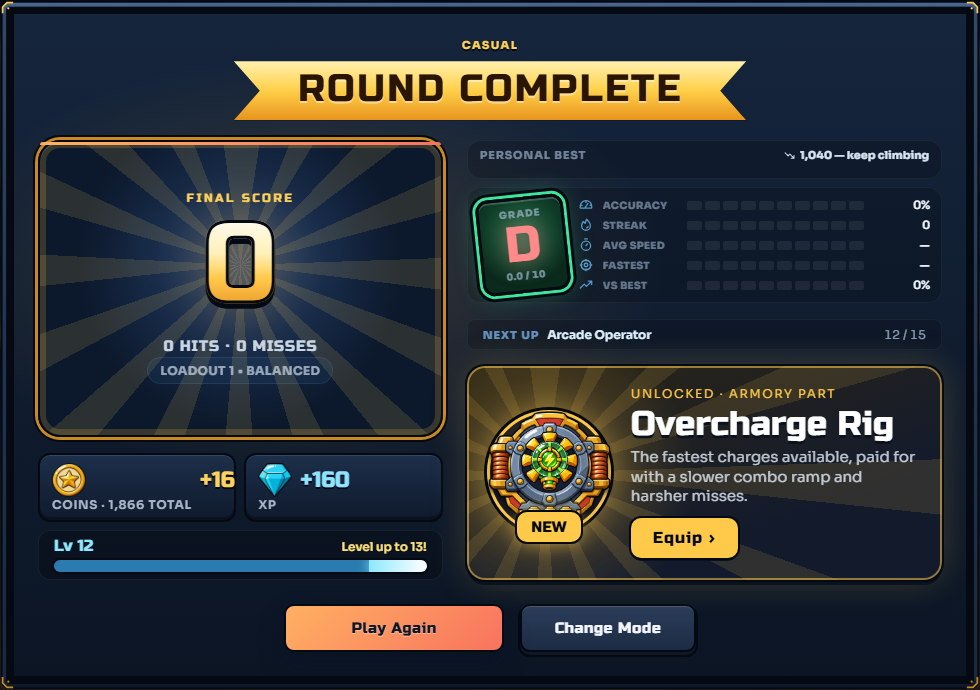 CASUAL
ROUND COMPLETE
FINAL SCORE
0
0 HITS · 0 MISSES
LOADOUT 1 • BALANCED
+16
COINS · 1,866 TOTAL
+160
XP
Lv 12
Level up to 13!
PERSONAL BEST
1,040 — keep climbing
GRADE
D
0.0 / 10
ACCURACY 0%
STREAK 0
AVG SPEED —
FASTEST —
VS BEST 0%
NEXT UP Arcade Operator 12 / 15
UNLOCKED · ARMORY PART
Overcharge Rig
The fastest charges available, paid for
with a slower combo ramp and
harsher misses.
NEW
Equip ›
Play Again
Change Mode